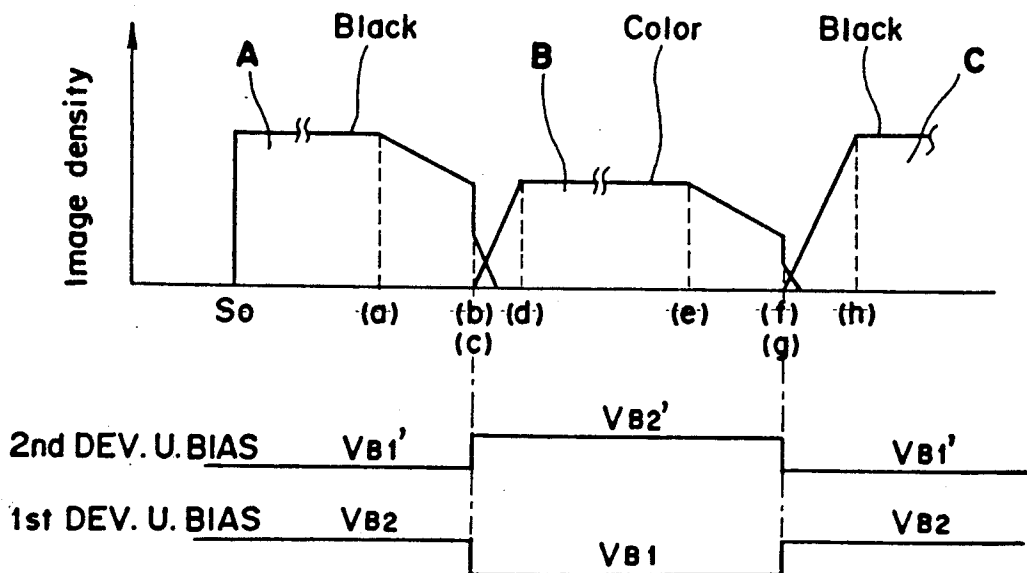 Black Color Black
A B C
Image density
So (a) (b) (d) (e) (f) (h)
(c) (g)
2nd DEV. U. BIAS VB1' VB2' VB1'
1st DEV. U. BIAS VB2 VB1 VB2